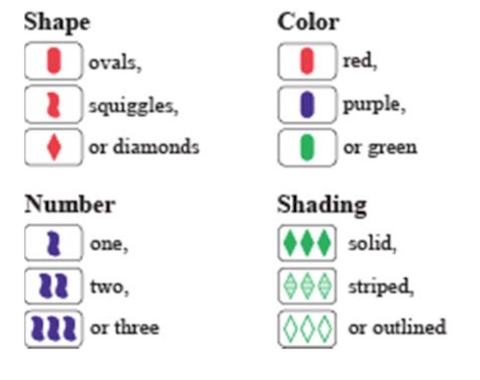 Shape
ovals,
squiggles,
or diamonds
Color
red,
purple,
or green
Number
one,
two,
or three
Shading
solid,
striped,
or outlined